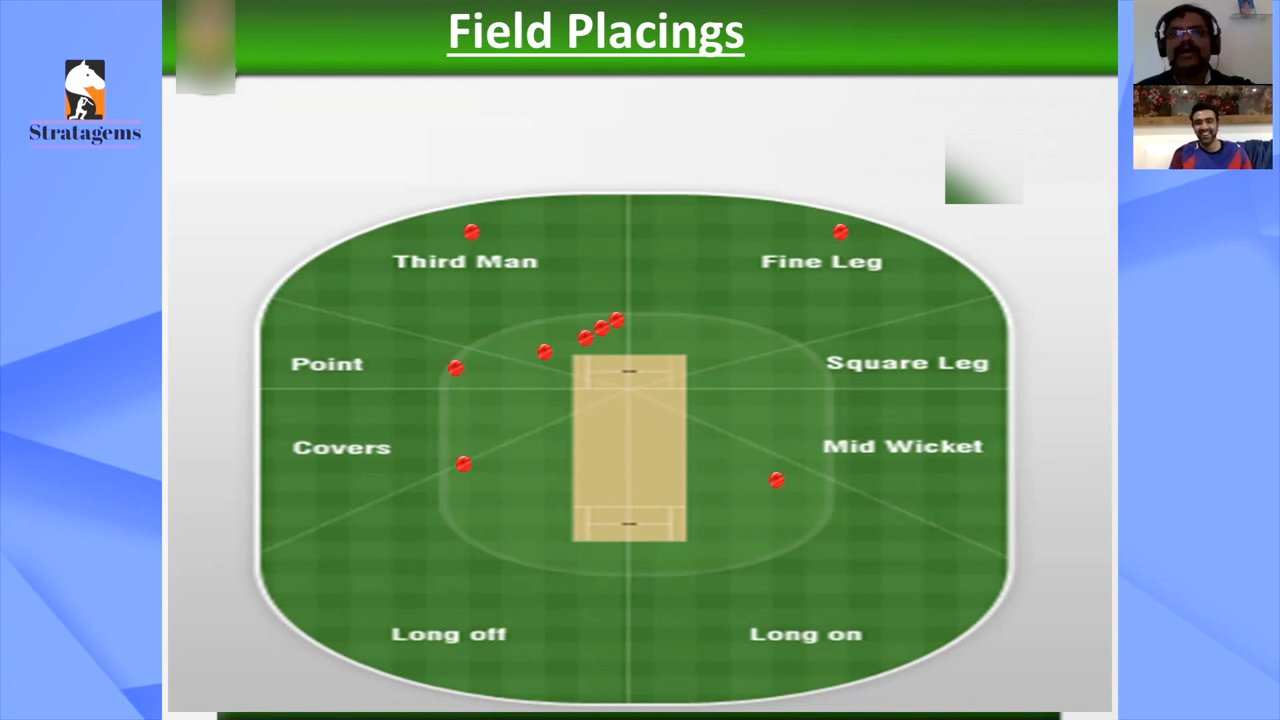 Field Placings
Stratagems
Third Man
Fine Leg
Point
Square Leg
Covers
Mid Wicket
Long off
Long on